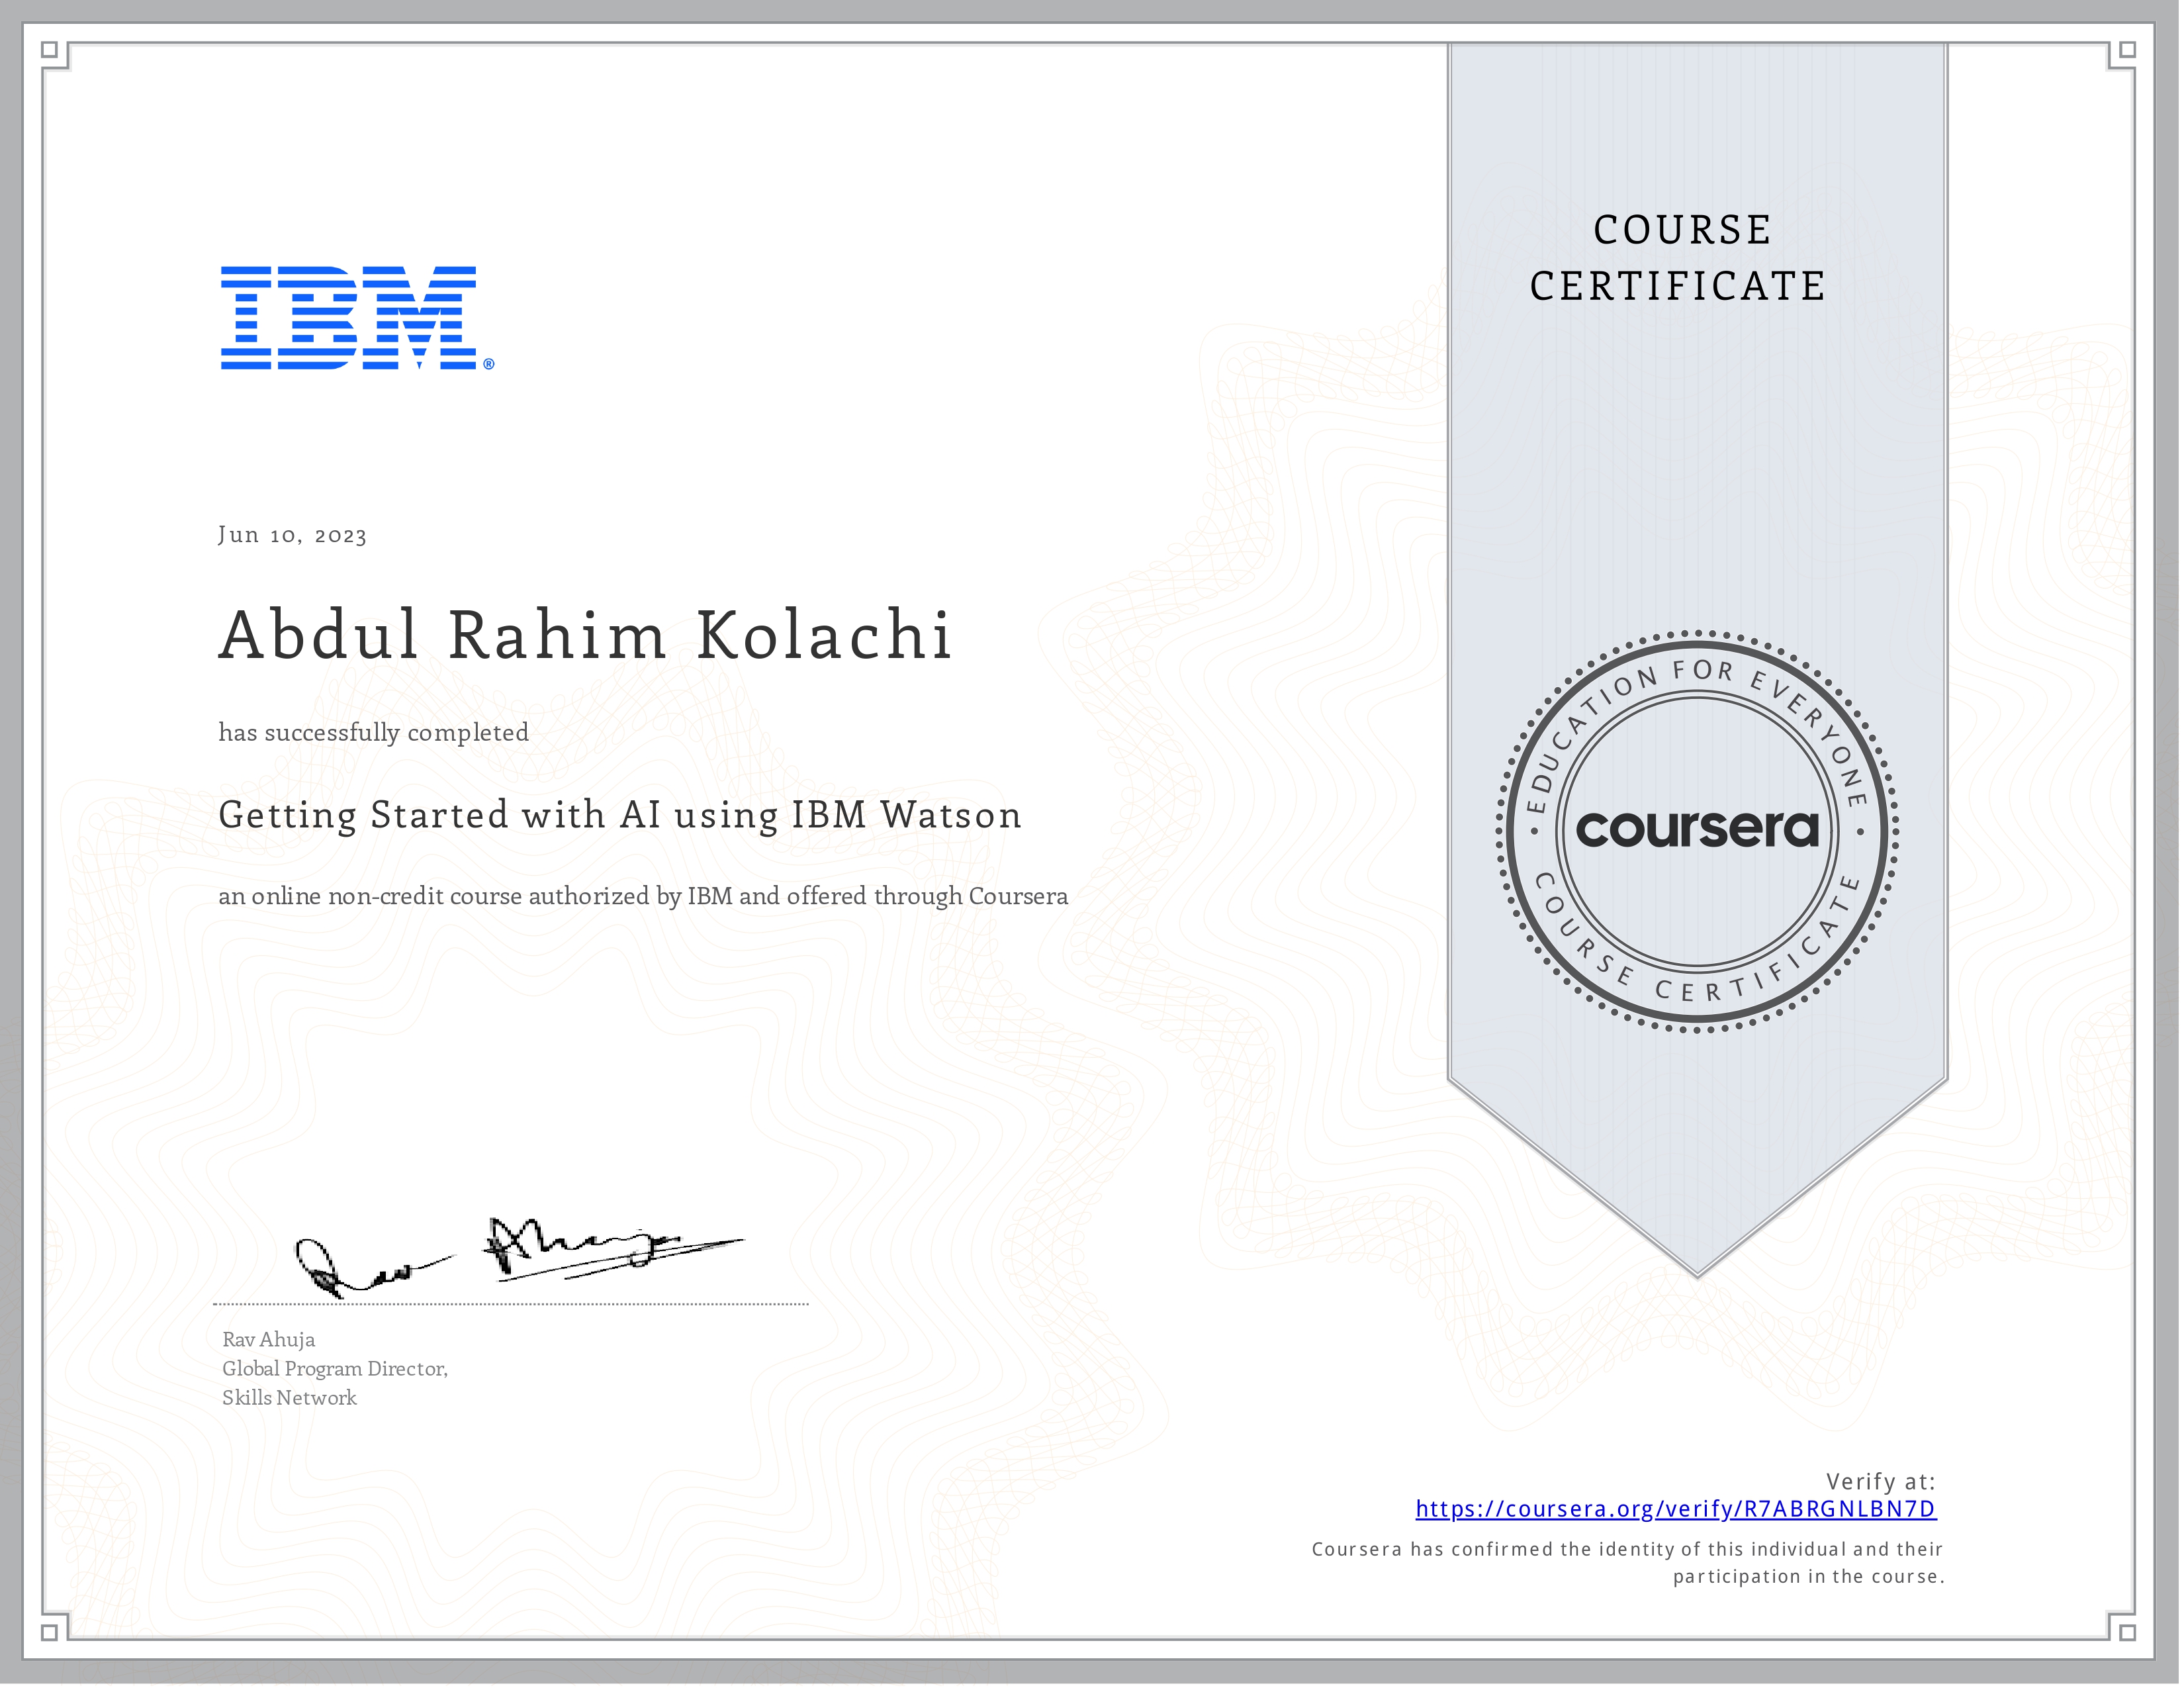 IBM®
Jun 10, 2023
Abdul Rahim Kolachi
has successfully completed
Getting Started with AI using IBM Watson
an online non-credit course authorized by IBM and offered through Coursera
Rav Ahuja
Global Program Director,
Skills Network
COURSE
CERTIFICATE
EDUCATION FOR EVERYONE
coursera
COURSE CERTIFICATE
Verify at:
https://coursera.org/verify/R7ABRGNLBN7D
Coursera has confirmed the identity of this individual and their
participation in the course.